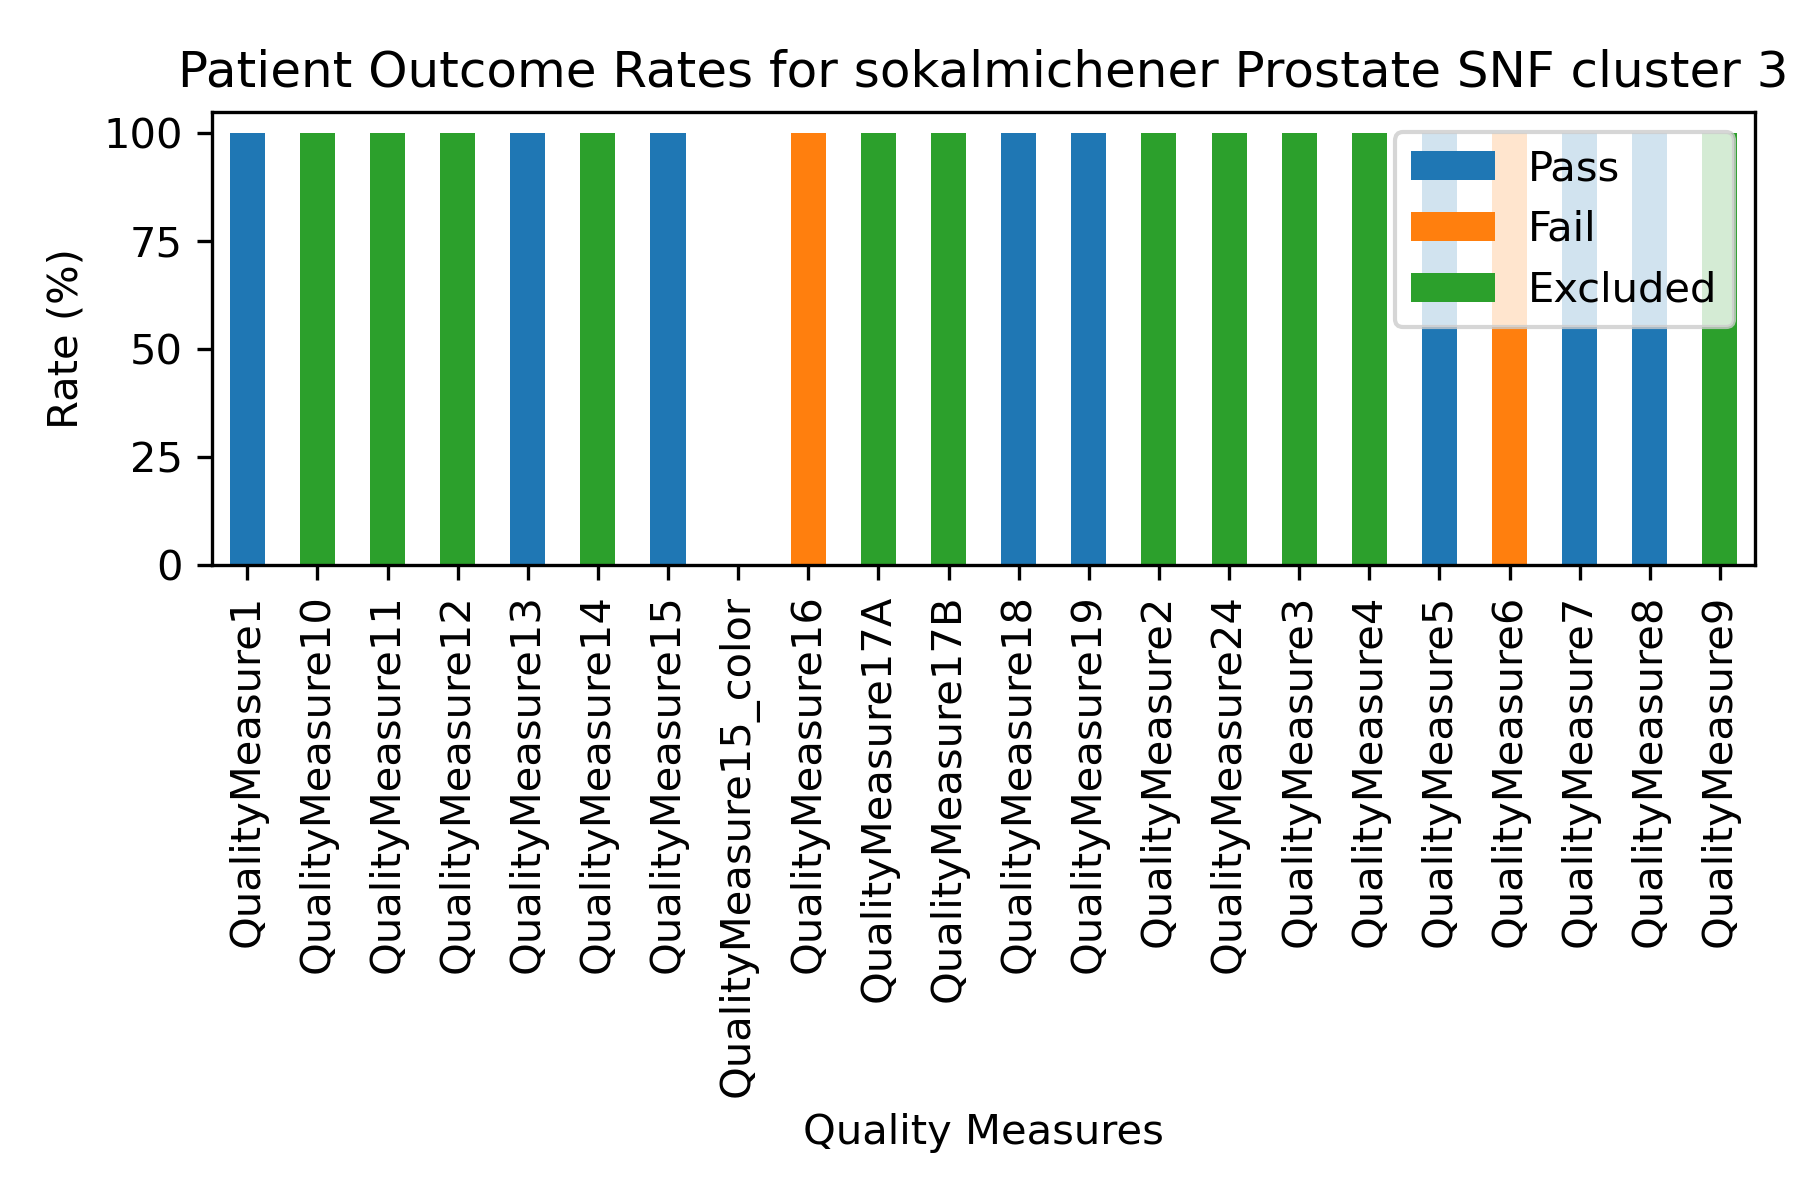 Patient Outcome Rates for sokalmichener Prostate SNF cluster 3
Rate (%)
100
75
50
25
0
Pass
Fail
Excluded
QualityMeasure1
QualityMeasure10
QualityMeasure11
QualityMeasure12
QualityMeasure13
QualityMeasure14
QualityMeasure15
QualityMeasure15_color
QualityMeasure16
QualityMeasure17A
QualityMeasure17B
QualityMeasure18
QualityMeasure19
QualityMeasure2
QualityMeasure24
QualityMeasure3
QualityMeasure4
QualityMeasure5
QualityMeasure6
QualityMeasure7
QualityMeasure8
QualityMeasure9
Quality Measures